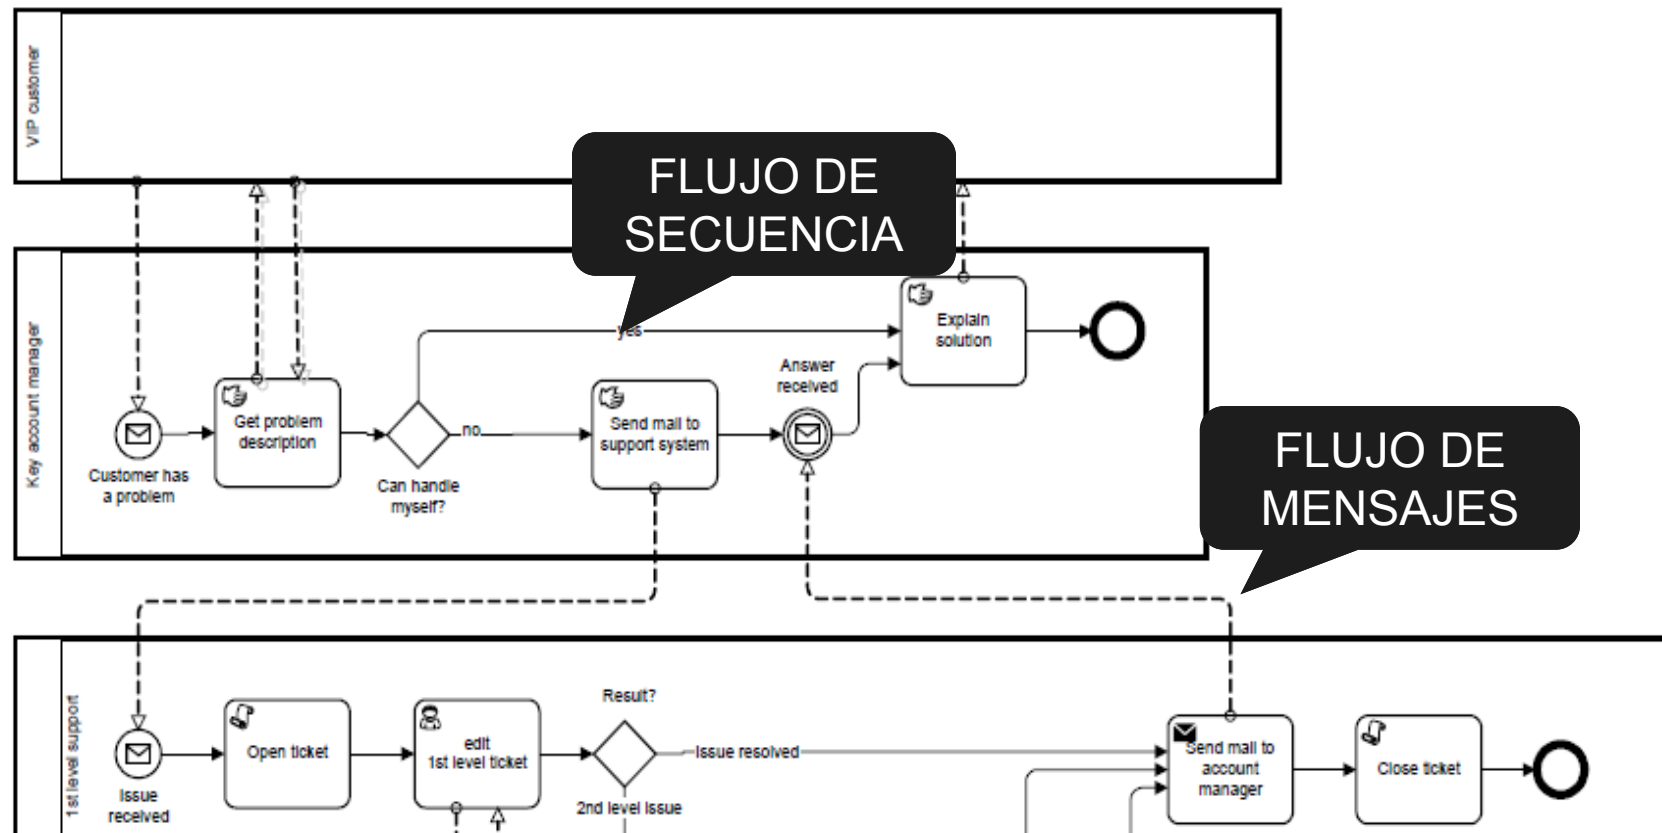 VIP customer
FLUJO DE
SECUENCIA
Key account manager
Customer has
a problem
Get problem
description
Can handle
myself?
yes
no
Send mail to
support system
Answer
received
Explain
solution
FLUJO DE
MENSAJES
1st level support
Issue
received
Open ticket
edit
1st level ticket
Result?
Issue resolved
2nd level issue
Send mail to
account
manager
Close ticket